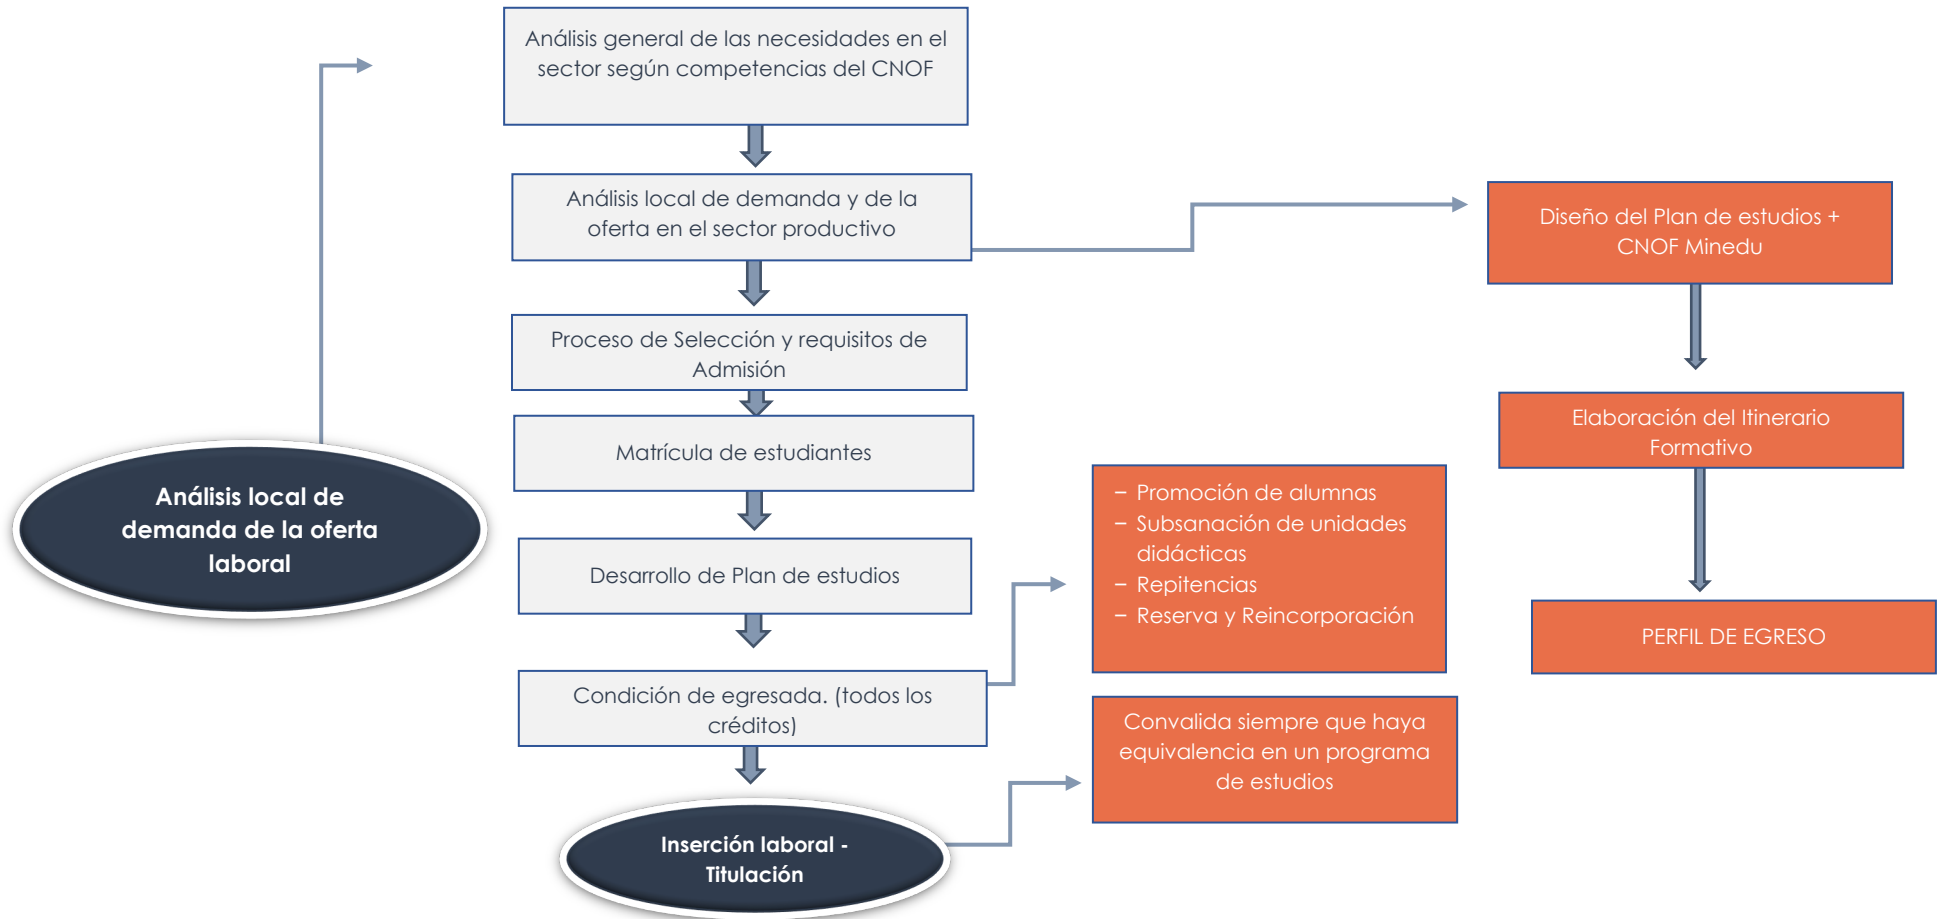 Análisis general de las necesidades en el
sector según competencias del CNOF
Análisis local de demanda y de la
oferta en el sector productivo
Diseño del Plan de estudios +
CNOF Minedu
Proceso de Selección y requisitos de
Admisión
Elaboración del Itinerario
Formativo
Matrícula de estudiantes
Análisis local de
demanda de la oferta
laboral
− Promoción de alumnas
− Subsanación de unidades
didácticas
− Repitencias
− Reserva y Reincorporación
Desarrollo de Plan de estudios
PERFIL DE EGRESO
Condición de egresada. (todos los
créditos)
Convalida siempre que haya
equivalencia en un programa
de estudios
Inserción laboral -
Titulación